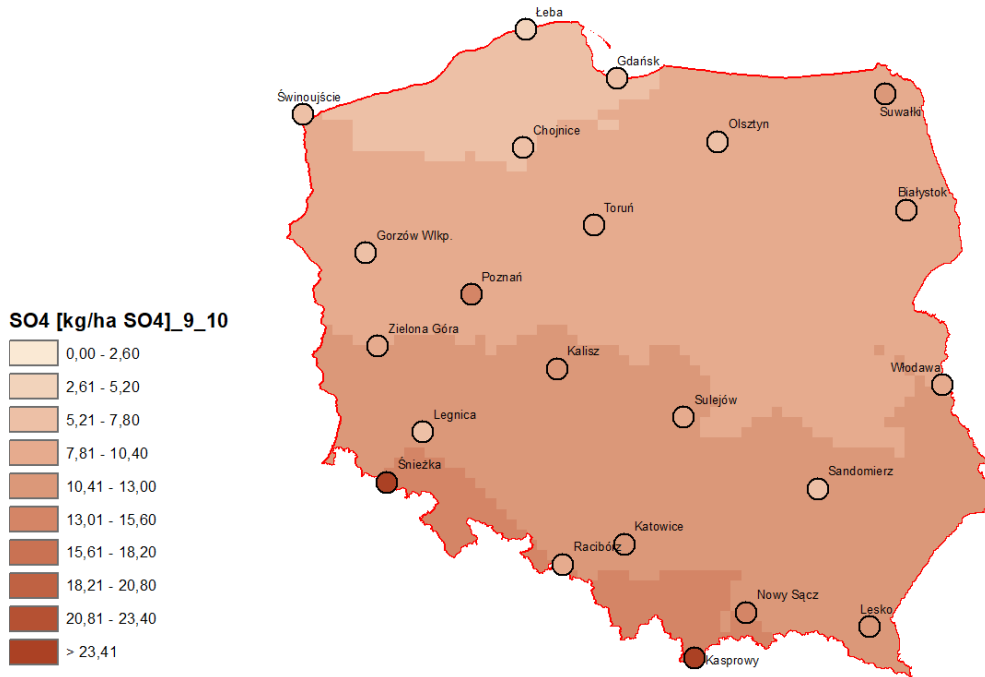 Łeba
Gdańsk
Świnoujście
Suwałki
Chojnice
Olsztyn
Białystok
Toruń
Gorzów Wlkp.
Poznań
SO4 [kg/ha SO4]_9_10
0,00 - 2,60
2,61 - 5,20
5,21 - 7,80
7,81 - 10,40
10,41 - 13,00
13,01 - 15,60
15,61 - 18,20
18,21 - 20,80
20,81 - 23,40
> 23,41
Zielona Góra
Kalisz
Włodawa
Sulejów
Legnica
Śnieżka
Sandomierz
Katowice
Racibórz
Nowy Sącz
Lesko
Kasprowy